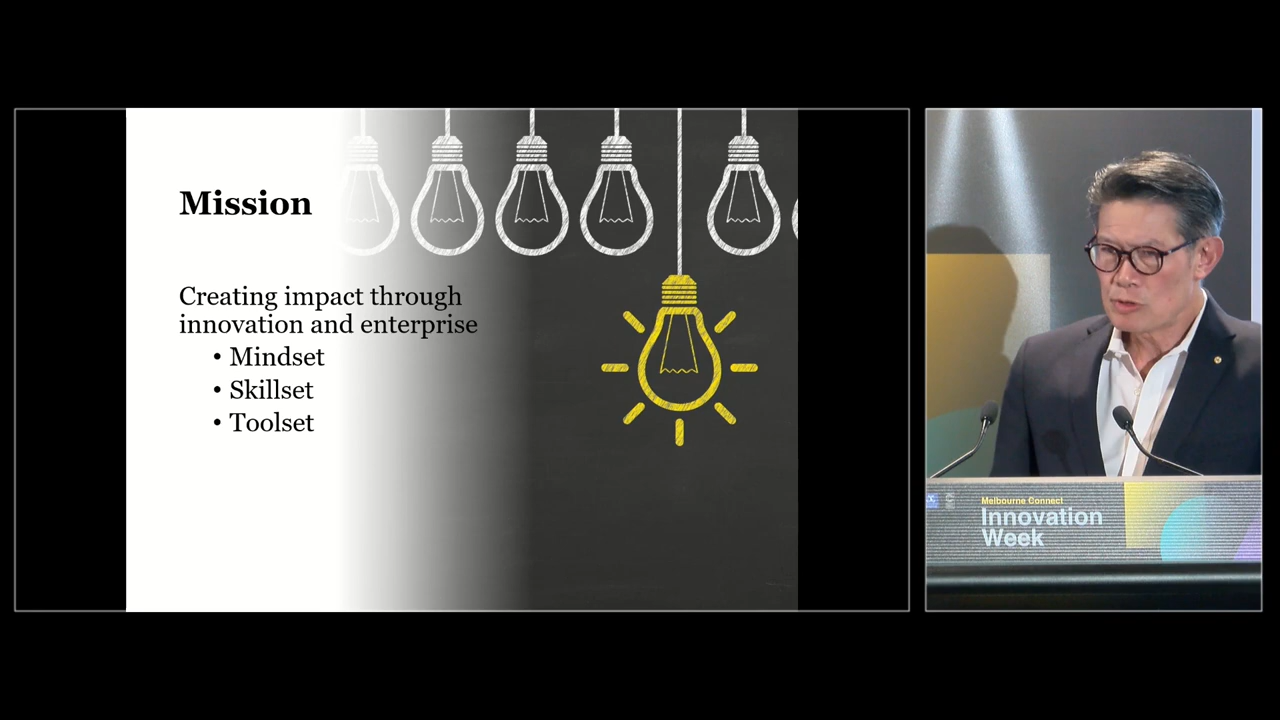 Mission
Creating impact through
innovation and enterprise
• Mindset
• Skillset
• Toolset
Melbourne Connect
Innovation
Week